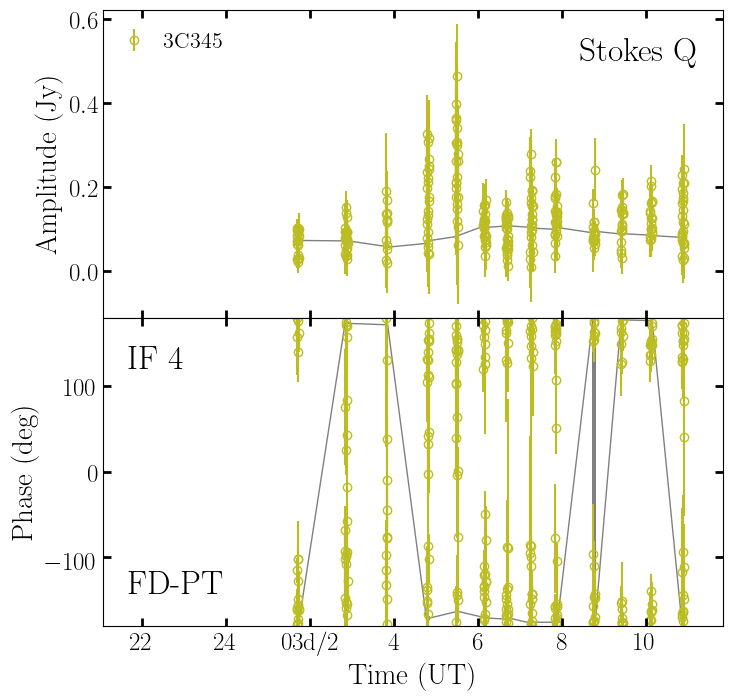 3C345
Stokes Q
Amplitude (Jy)
0.6
0.4
0.2
0.0
IF 4
FD-PT
Phase (deg)
100
0
−100
22 24 03d/2 4 6 8 10
Time (UT)